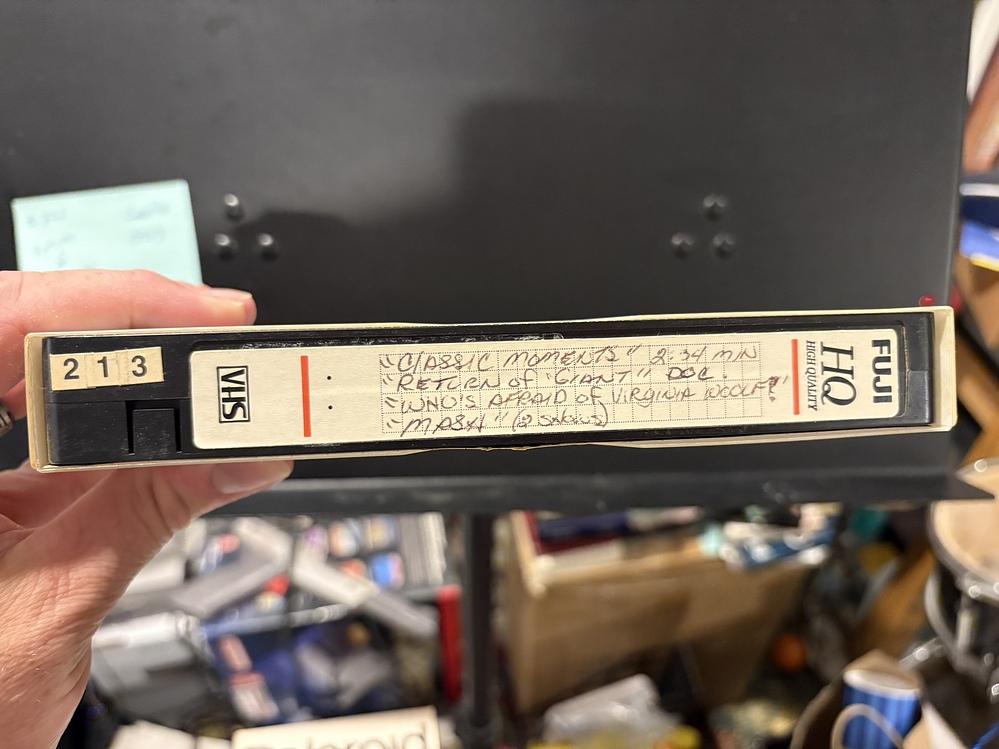 213
VHS
"CLASSIC MOMENTS" 2:34 MIN
"RETURN OF "GIANT" DOC.
"WHO'S AFRAID OF VIRGINIA WOOLF?"
"MASH" (2 SHOWS)
HQ
HIGH QUALITY
FUJI
Polaroid